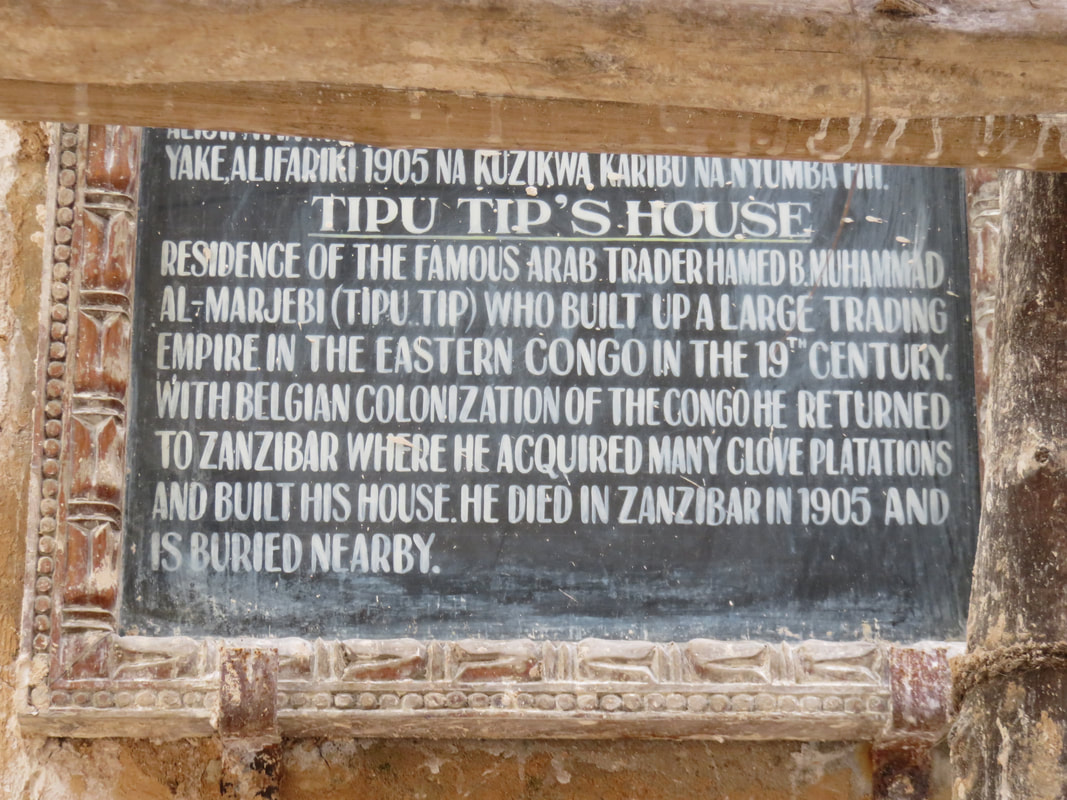 YAKE, ALIFARIKI 1905 NA KUZIKWA KARIBU NA NYUMBA HII.
TIPU TIP'S HOUSE
RESIDENCE OF THE FAMOUS ARAB TRADER HAMED B. MUHAMMAD
AL-MARJEBI (TIPU TIP) WHO BUILT UP A LARGE TRADING
EMPIRE IN THE EASTERN CONGO IN THE 19TH CENTURY.
WITH BELGIAN COLONIZATION OF THE CONGO HE RETURNED
TO ZANZIBAR WHERE HE ACQUIRED MANY CLOVE PLATATIONS
AND BUILT HIS HOUSE. HE DIED IN ZANZIBAR IN 1905 AND
IS BURIED NEARBY.